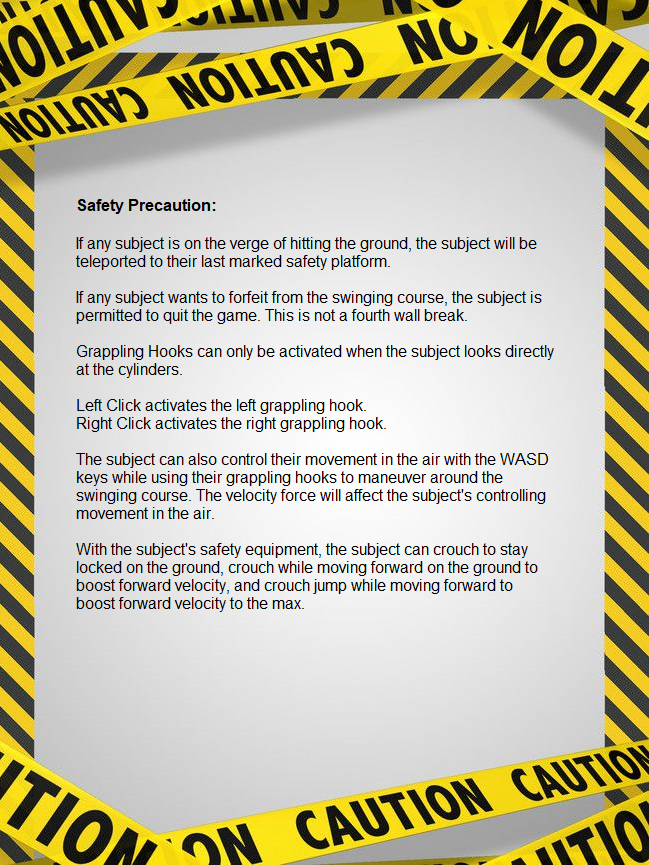 CAUTION
CAUTION
CAUTION
Safety Precaution:
If any subject is on the verge of hitting the ground, the subject will be
teleported to their last marked safety platform.
If any subject wants to forfeit from the swinging course, the subject is
permitted to quit the game. This is not a fourth wall break.
Grappling Hooks can only be activated when the subject looks directly
at the cylinders.
Left Click activates the left grappling hook.
Right Click activates the right grappling hook.
The subject can also control their movement in the air with the WASD
keys while using their grappling hooks to maneuver around the
swinging course. The velocity force will affect the subject's controlling
movement in the air.
With the subject's safety equipment, the subject can crouch to stay
locked on the ground, crouch while moving forward on the ground to
boost forward velocity, and crouch jump while moving forward to
boost forward velocity to the max.
UTION ON CAUTION CAUTION
UTION